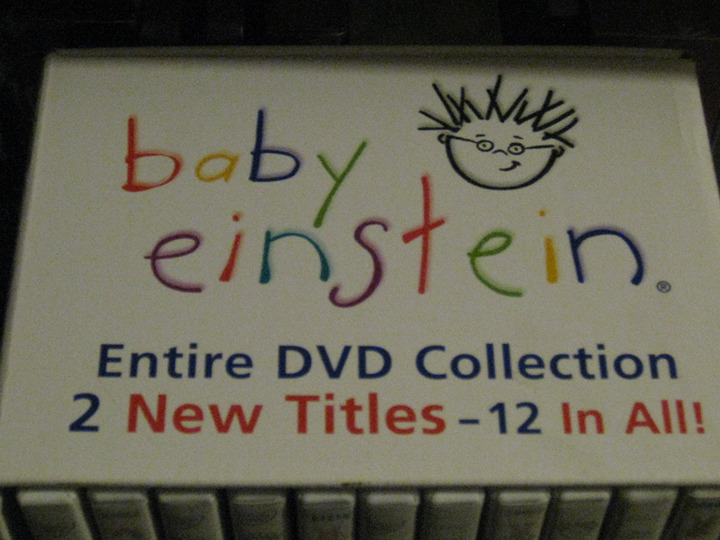 baby
einstein®
Entire DVD Collection
2 New Titles – 12 In All!